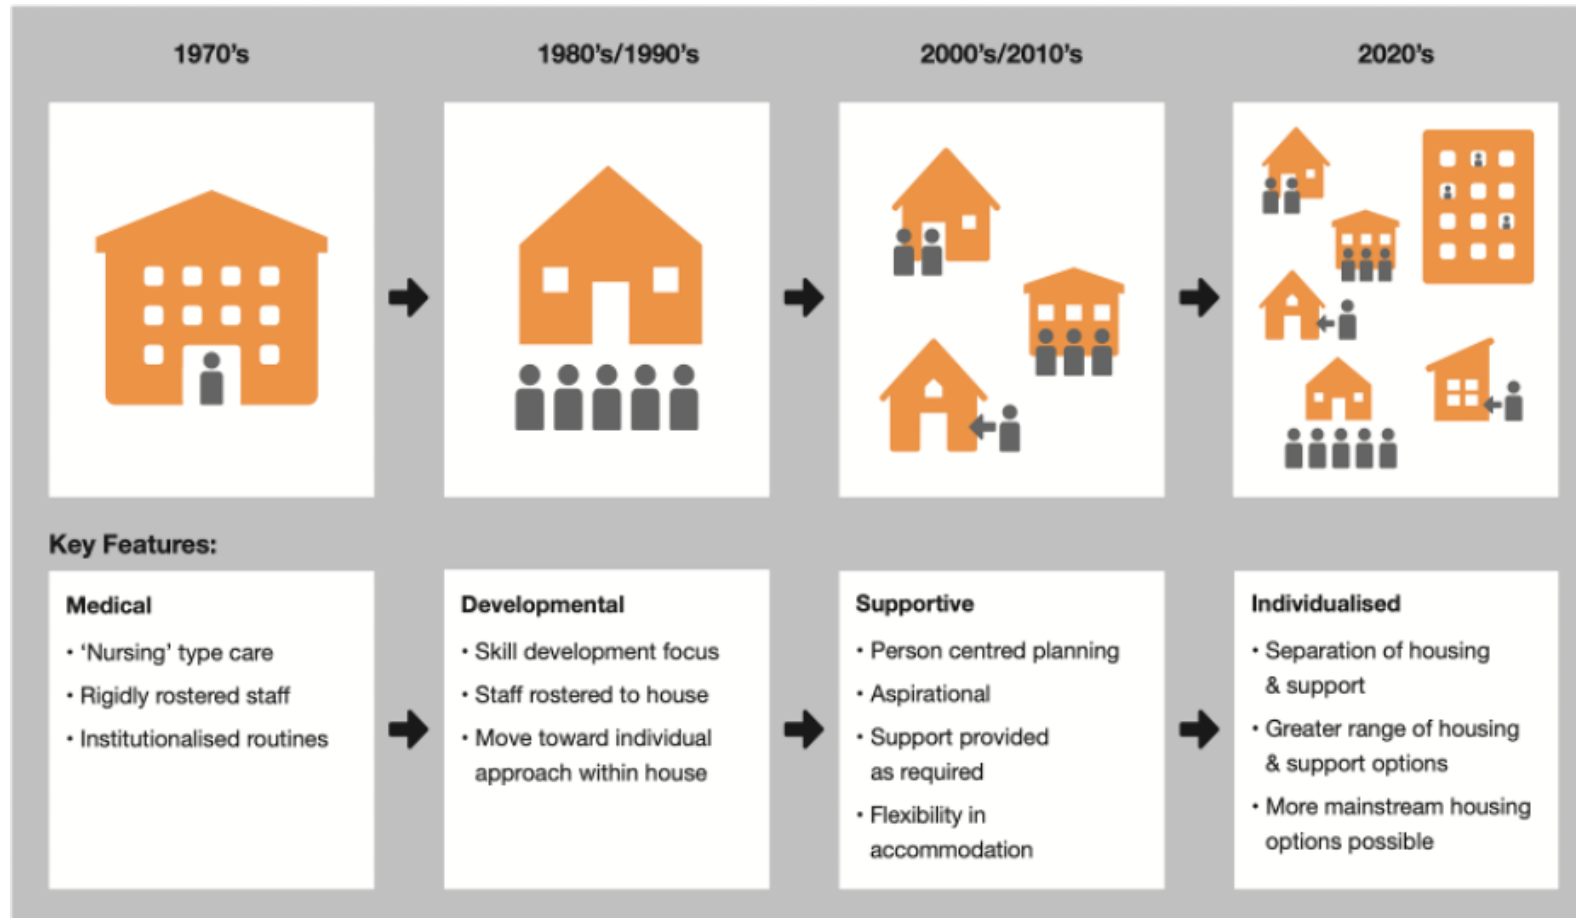 1970's
1980's/1990's
2000's/2010's
2020's
Key Features:
Medical
• 'Nursing' type care
• Rigidly rostered staff
• Institutionalised routines
Developmental
• Skill development focus
• Staff rostered to house
• Move toward individual
approach within house
Supportive
• Person centred planning
• Aspirational
• Support provided
as required
• Flexibility in
accommodation
Individualised
• Separation of housing
& support
• Greater range of housing
& support options
• More mainstream housing
options possible